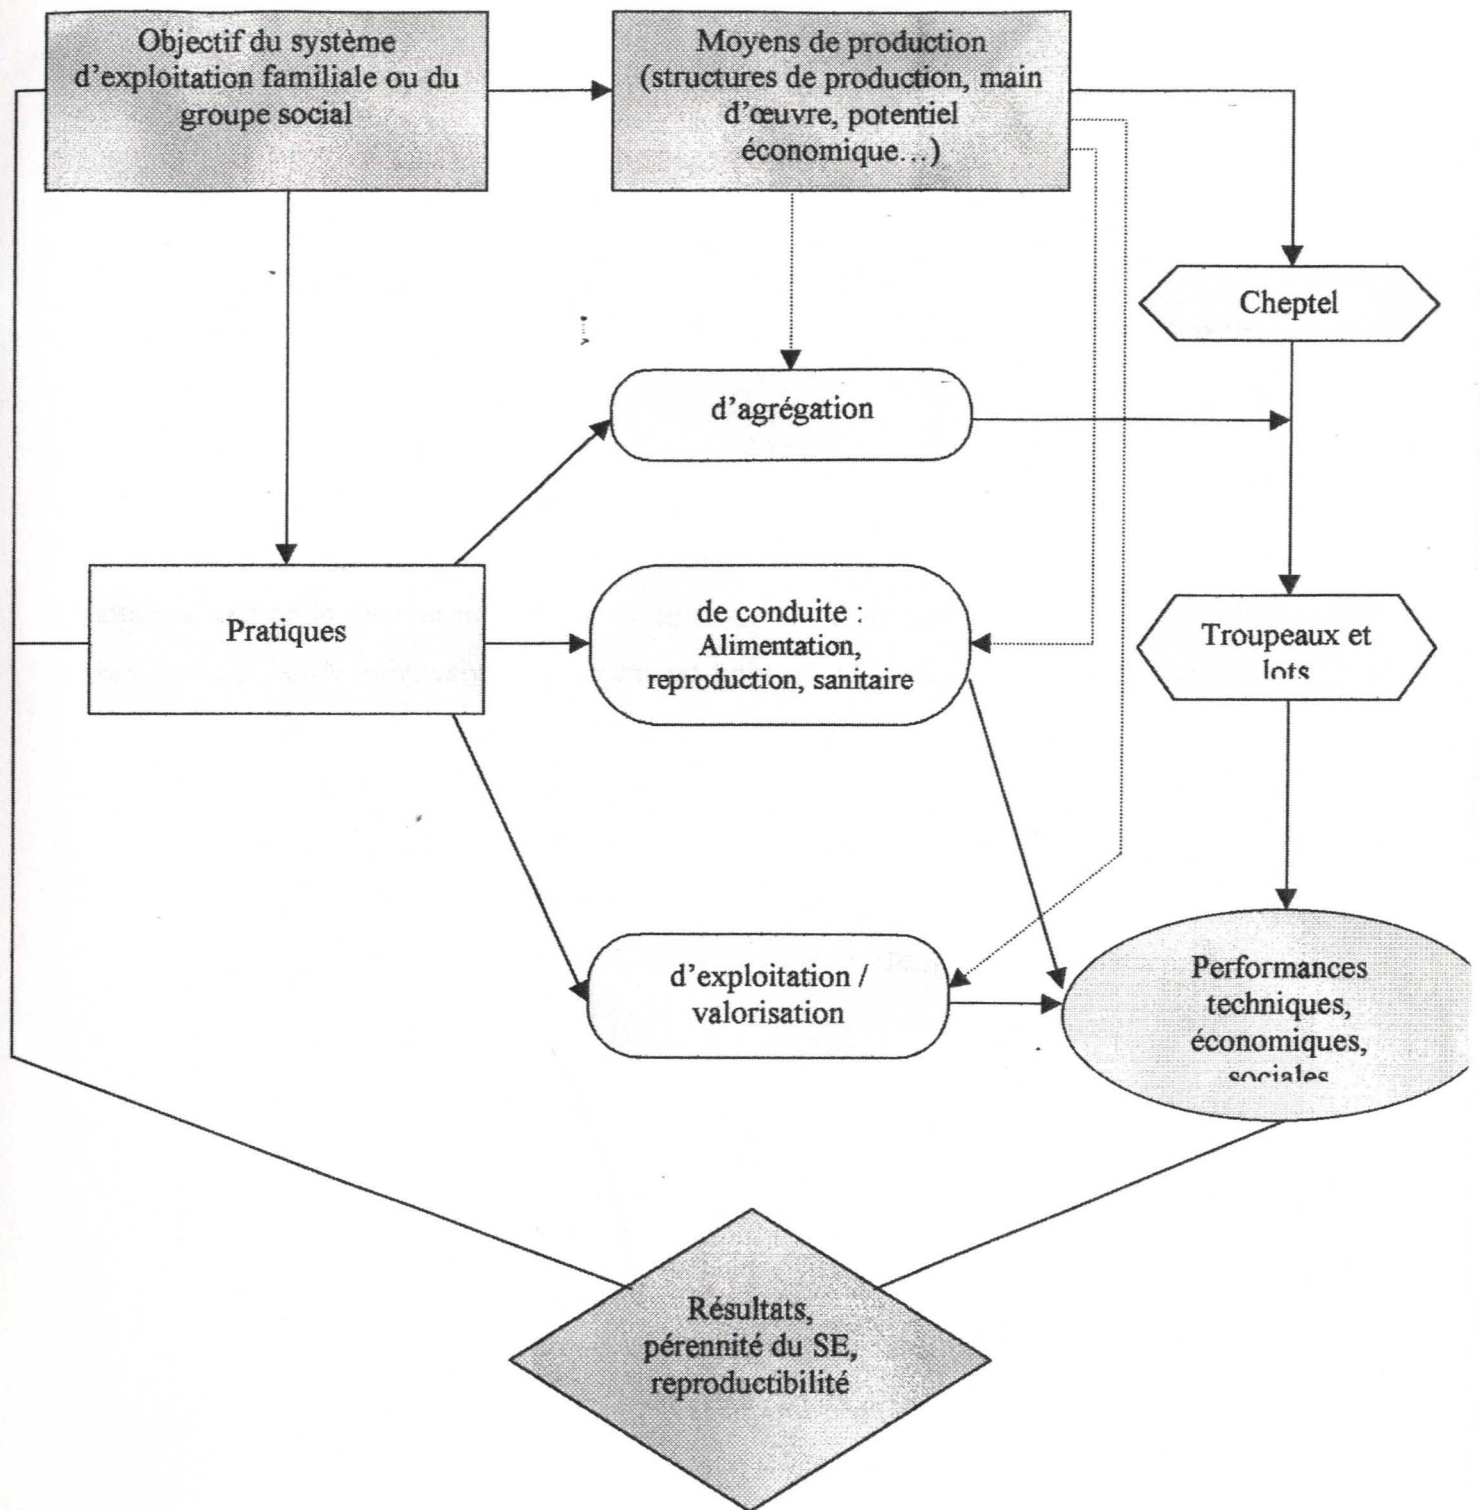 Objectif du système
d'exploitation familiale ou du
groupe social
Moyens de production
(structures de production, main
d'œuvre, potentiel
économique…)
Cheptel
d'agrégation
Pratiques
de conduite :
Alimentation,
reproduction, sanitaire
Troupeaux et
lots
d'exploitation /
valorisation
Performances
techniques,
économiques,
sociales
Résultats,
pérennité du SE,
reproductibilité